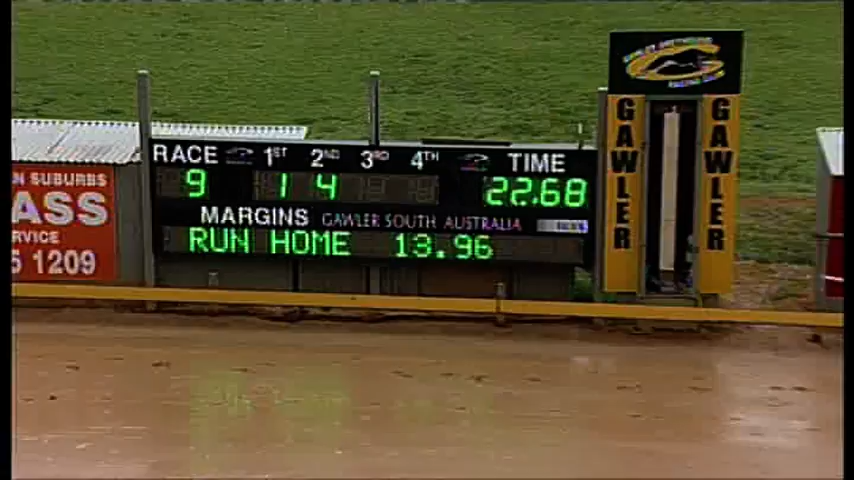 RACE 1ST 2ND 3RD 4TH TIME
9 1 4 22.68
MARGINS GAWLER SOUTH AUSTRALIA
RUN HOME 13.96
N SUBURBS
ASS
RVICE
5 1209
GAWLER
GAWLER